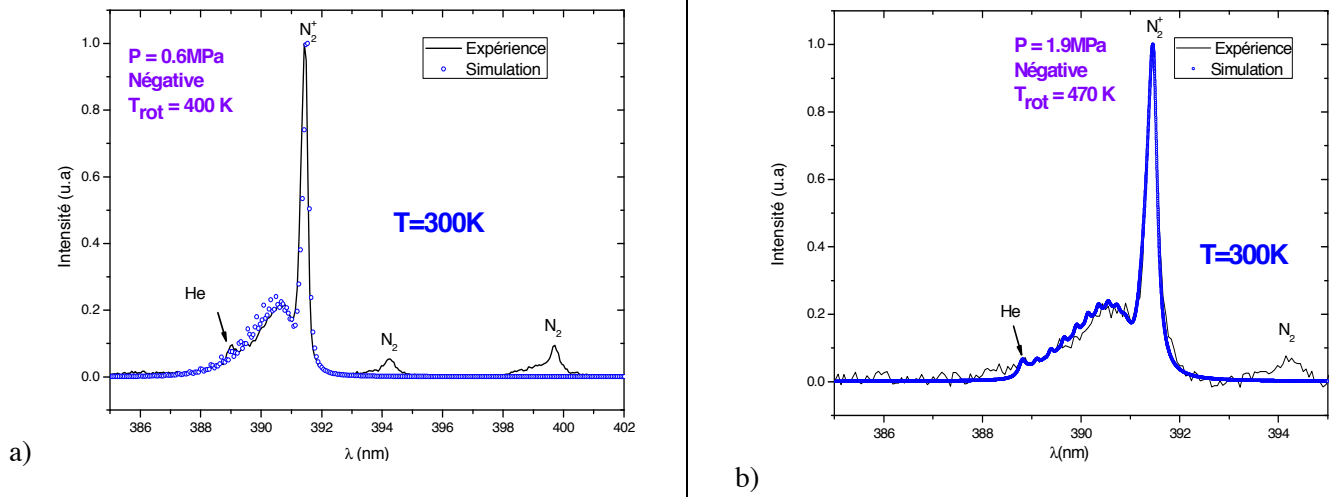 N₂⁺
P = 0.6MPa
Négative
T_rot = 400 K
Expérience
Simulation
T=300K
He
N₂
N₂
Intensité (u.a)
1.0
0.8
0.6
0.4
0.2
0.0
386 388 390 392 394 396 398 400 402
λ (nm)
a)
N₂⁺
P = 1.9MPa
Négative
T_rot = 470 K
Expérience
Simulation
T=300K
He
N₂
Intensité (u.a)
1.0
0.8
0.6
0.4
0.2
0.0
386 388 390 392 394
λ(nm)
b)